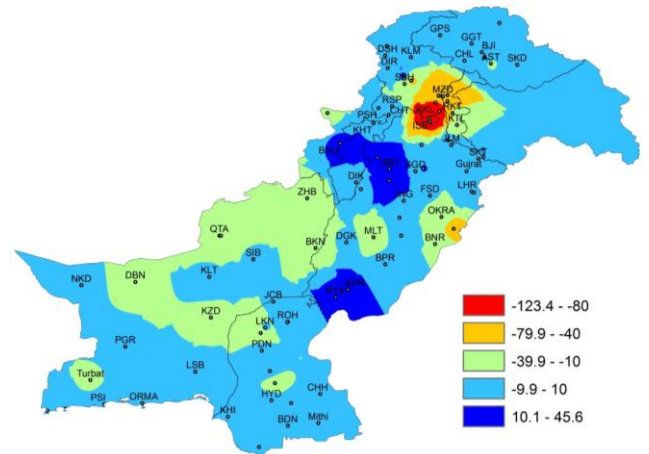 GPS
GGT
DSH
KLM
BJI
CHL
AST
SKD
DIR
MZD
RSP
CHT
RKT
PSH
KTL
KHT
JLM
SKT
DIK
SGD
Gujrat
ZHB
FSD
LHR
OKRA
QTA
MLT
DGK
BNR
BKN
SIB
BPR
NKD
DBN
KLT
JCB
KZD
LKN
ROH
PDN
PGR
LSB
Turbat
CHH
HYD
PSI
ORMA
KHI
BDN
Mithi
-123.4 - -80
-79.9 - -40
-39.9 - -10
-9.9 - 10
10.1 - 45.6